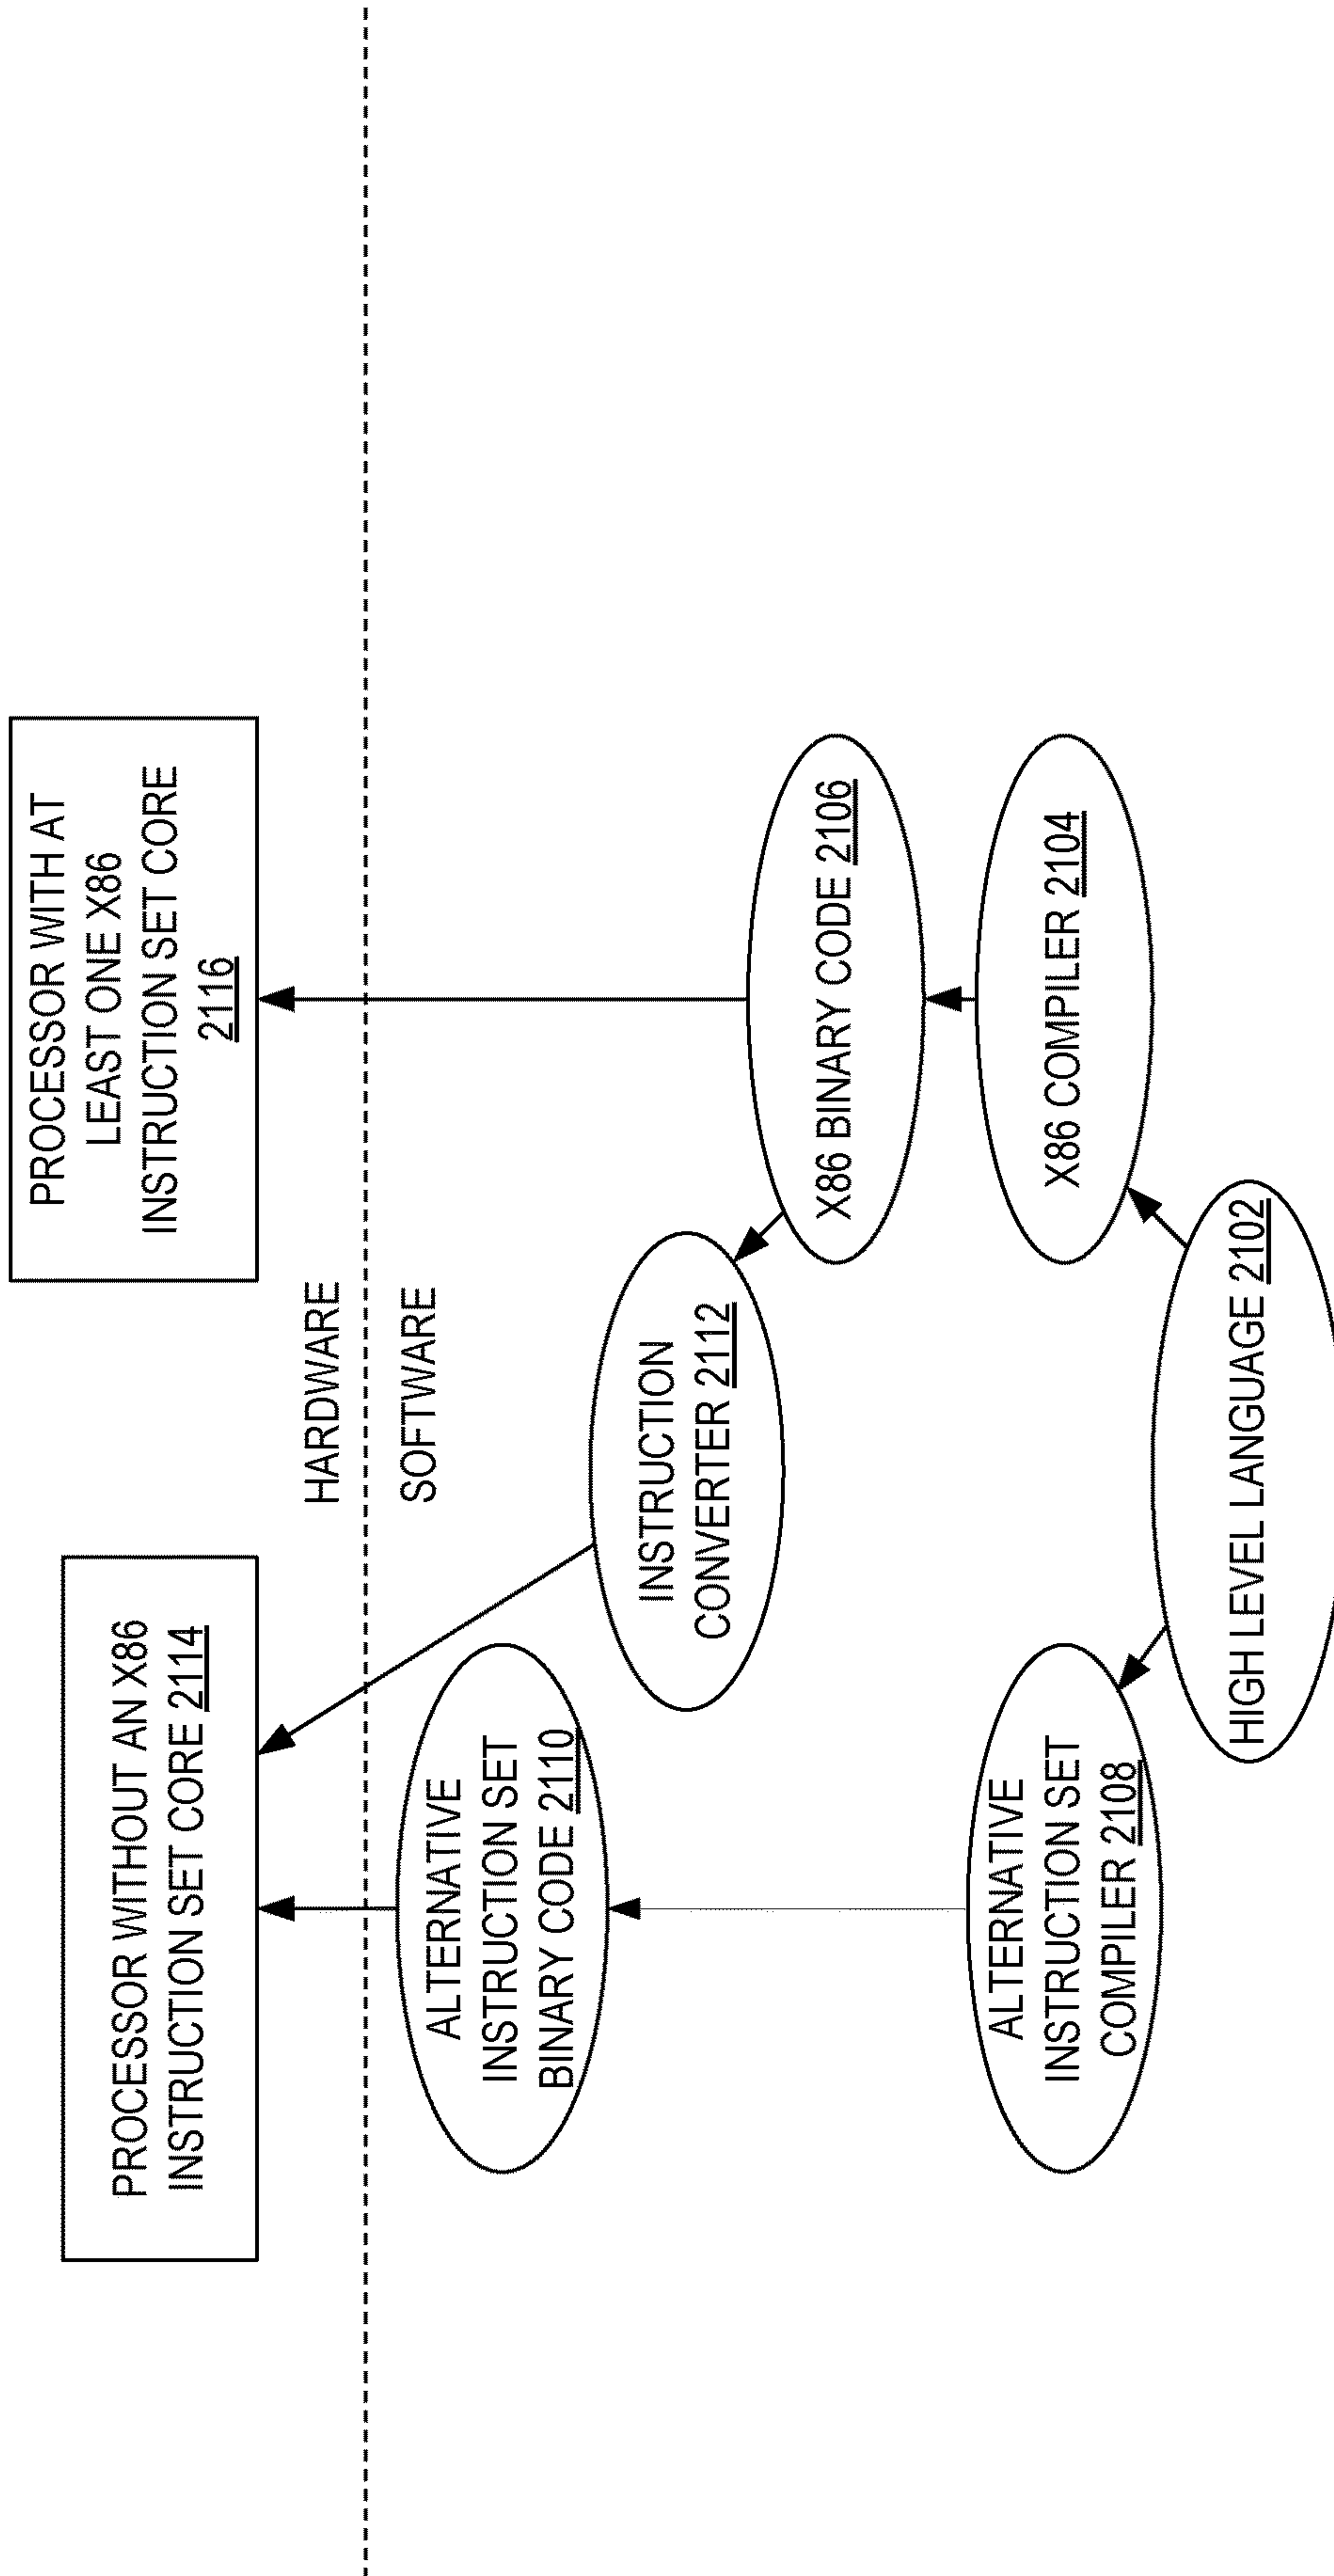 PROCESSOR WITHOUT AN X86
INSTRUCTION SET CORE 2114
PROCESSOR WITH AT
LEAST ONE X86
INSTRUCTION SET CORE
2116
HARDWARE
SOFTWARE
ALTERNATIVE
INSTRUCTION SET
BINARY CODE 2110
INSTRUCTION
CONVERTER 2112
X86 BINARY CODE 2106
ALTERNATIVE
INSTRUCTION SET
COMPILER 2108
X86 COMPILER 2104
HIGH LEVEL LANGUAGE 2102